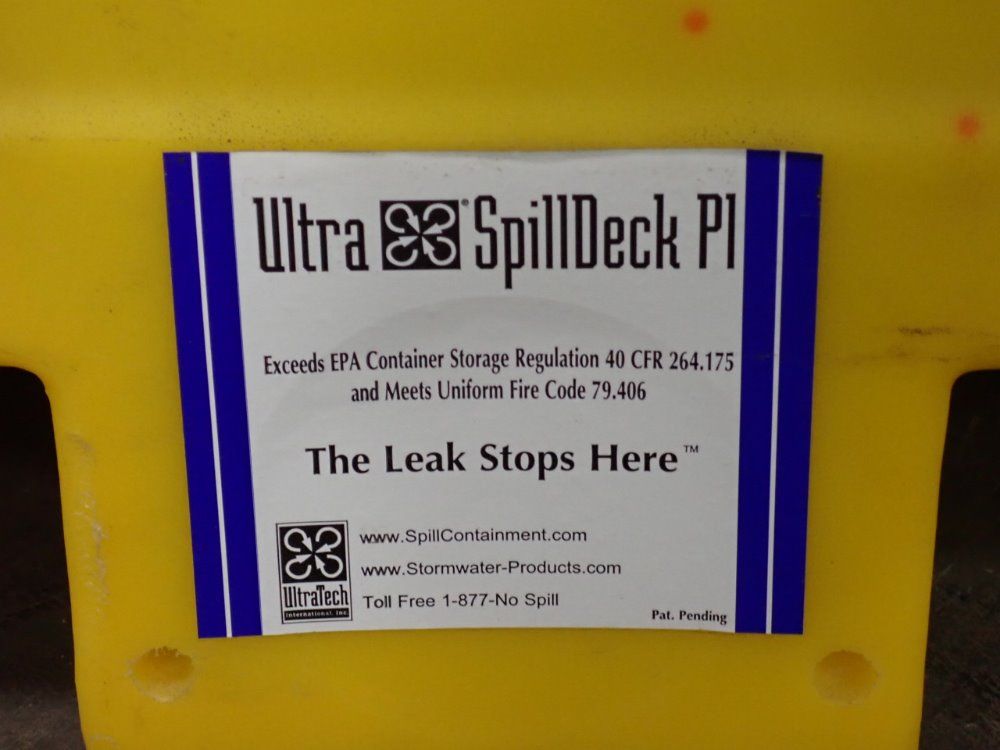 Ultra ® SpillDeck P1
Exceeds EPA Container Storage Regulation 40 CFR 264.175
and Meets Uniform Fire Code 79.406
The Leak Stops Here™
www.SpillContainment.com
www.Stormwater-Products.com
UltraTech
International, Inc.
Toll Free 1-877-No Spill
Pat. Pending